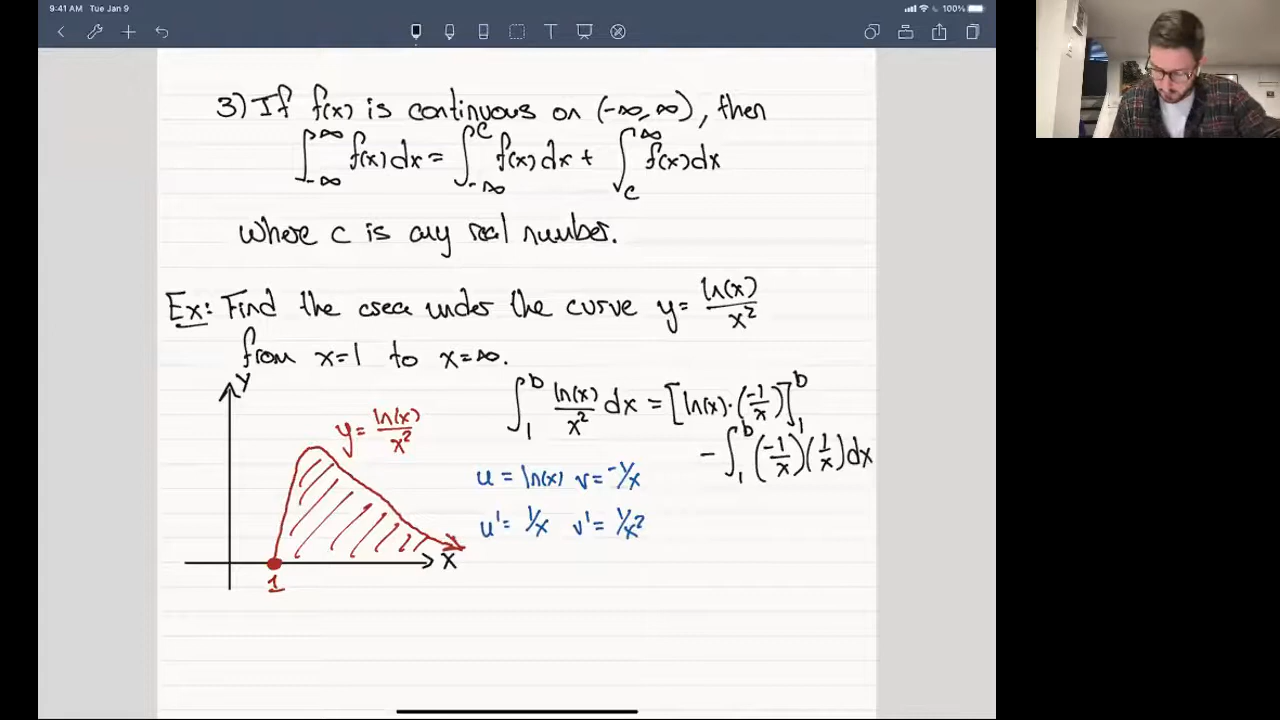 9:41 AM Tue Jan 9
100%
3) If f(x) is continuous on (-∞, ∞), then
∫_{-∞}^{∞} f(x) dx = ∫_{-∞}^{c} f(x) dx + ∫_{c}^{∞} f(x) dx
where c is any real number.
Ex: Find the area under the curve y = ln(x)/x²
from x=1 to x=∞.
y
y = ln(x)/x²
x
1
∫_{1}^{b} ln(x)/x² dx = [ln(x)·(-1/x)]_{1}^{b}
- ∫_{1}^{b} (-1/x)(1/x) dx
u = ln(x) v = -1/x
u' = 1/x v' = 1/x²